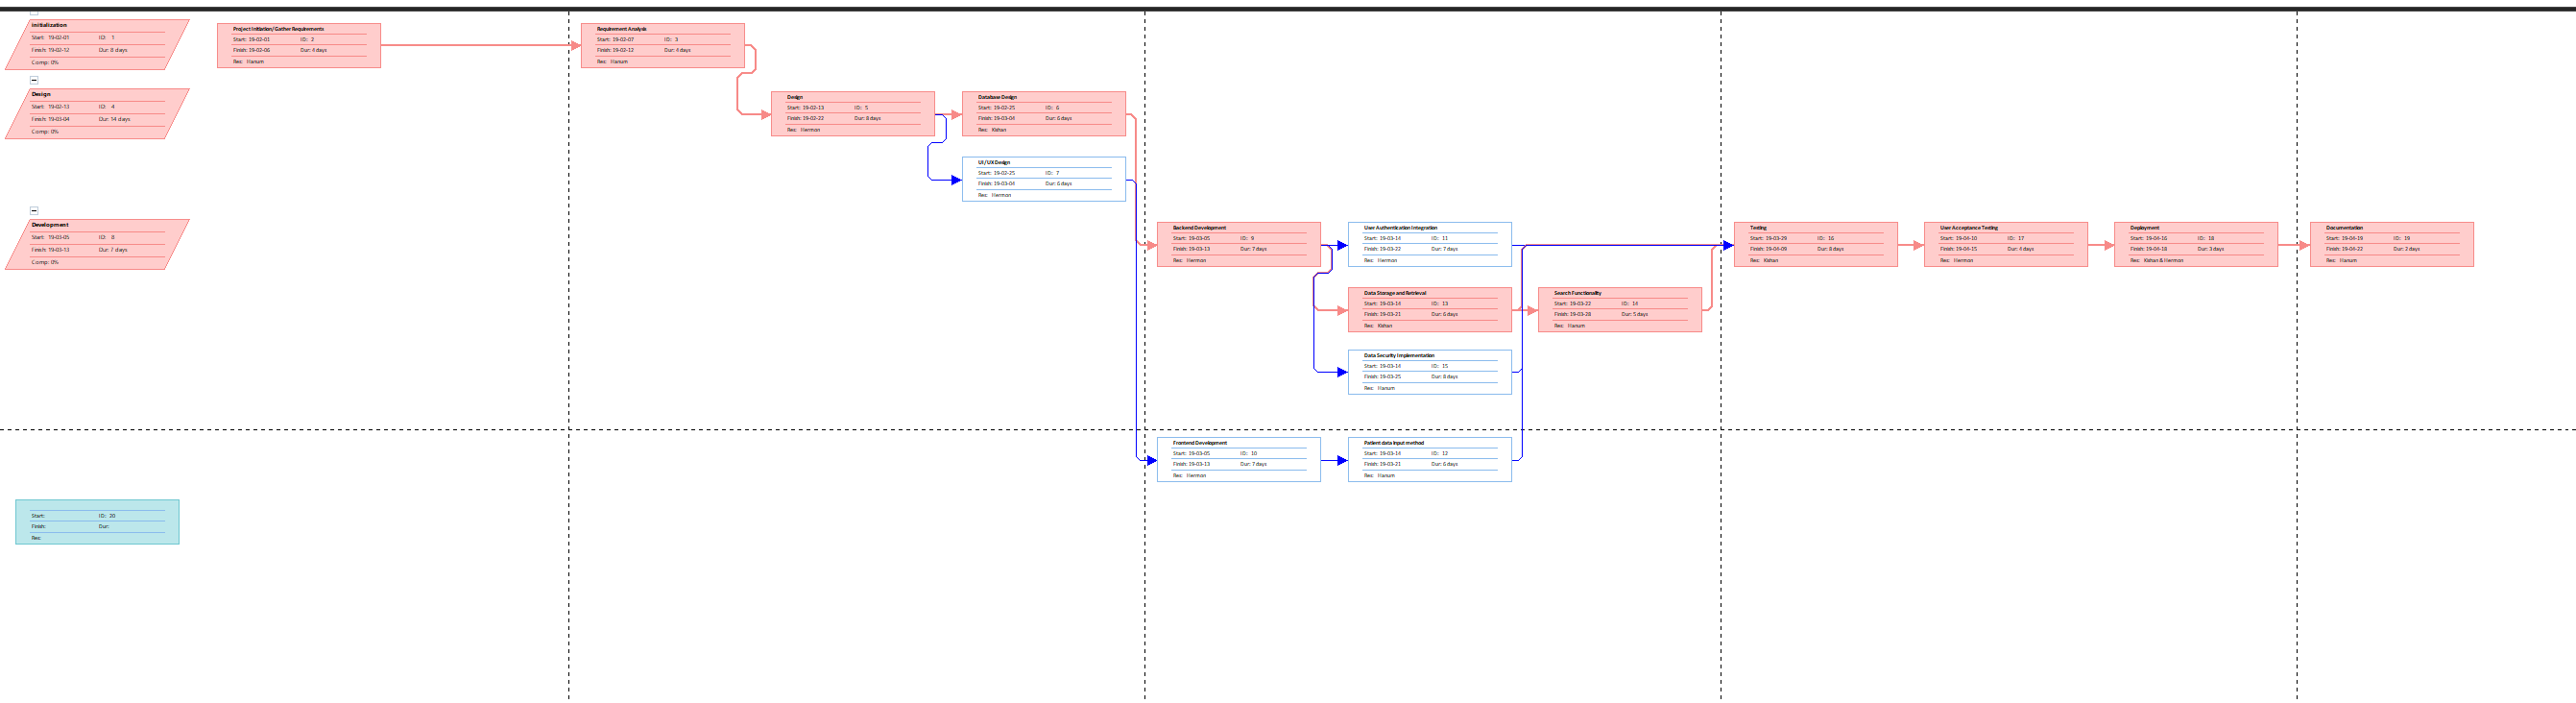 Initialization
Start: 19-02-01 ID: 1
Finish: 19-02-12 Dur: 8 days
Comp: 0%
Project Initiation/Gather Requirements
Start: 19-02-01 ID: 2
Finish: 19-02-06 Dur: 4 days
Res: Hanum
Requirement Analysis
Start: 19-02-07 ID: 3
Finish: 19-02-12 Dur: 4 days
Res: Hanum
Design
Start: 19-02-13 ID: 4
Finish: 19-03-04 Dur: 14 days
Comp: 0%
Design
Start: 19-02-13 ID: 5
Finish: 19-02-22 Dur: 8 days
Res: Hermon
Database Design
Start: 19-02-25 ID: 6
Finish: 19-03-04 Dur: 6 days
Res: Kishan
UI/UX Design
Start: 19-02-25 ID: 7
Finish: 19-03-04 Dur: 6 days
Res: Hermon
Development
Start: 19-03-05 ID: 8
Finish: 19-03-13 Dur: 7 days
Comp: 0%
Backend Development
Start: 19-03-05 ID: 9
Finish: 19-03-13 Dur: 7 days
Res: Hermon
User Authentication Integration
Start: 19-03-14 ID: 11
Finish: 19-03-22 Dur: 7 days
Res: Hermon
Testing
Start: 19-03-29 ID: 16
Finish: 19-04-09 Dur: 8 days
Res: Kishan
User Acceptance Testing
Start: 19-04-10 ID: 17
Finish: 19-04-15 Dur: 4 days
Res: Hermon
Deployment
Start: 19-04-16 ID: 18
Finish: 19-04-18 Dur: 3 days
Res: Kishan & Hermon
Documentation
Start: 19-04-19 ID: 19
Finish: 19-04-22 Dur: 2 days
Res: Hanum
Data Storage and Retrieval
Start: 19-03-14 ID: 13
Finish: 19-03-21 Dur: 6 days
Res: Kishan
Search Functionality
Start: 19-03-22 ID: 14
Finish: 19-03-28 Dur: 5 days
Res: Hanum
Data Security Implementation
Start: 19-03-14 ID: 15
Finish: 19-03-25 Dur: 8 days
Res: Hanum
Frontend Development
Start: 19-03-05 ID: 10
Finish: 19-03-13 Dur: 7 days
Res: Hermon
Patient data Input method
Start: 19-03-14 ID: 12
Finish: 19-03-21 Dur: 6 days
Res: Hanum
Start: ID: 20
Finish: Dur:
Res: